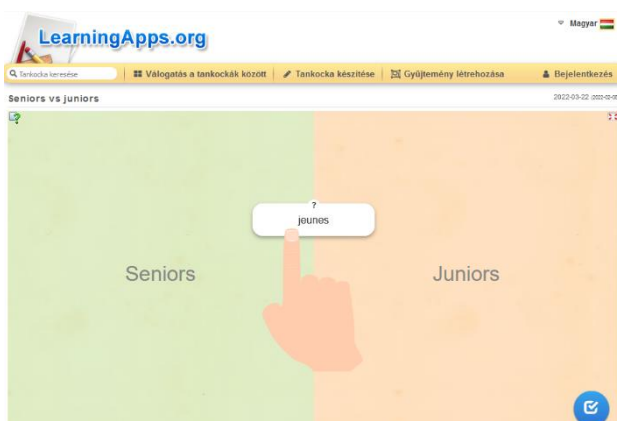 Magyar
LearningApps.org
Tankocka keresése
Válogatás a tankockák között
Tankocka készítése
Gyűjtemény létrehozása
Bejelentkezés
Seniors vs juniors
2022-03-22
?
jeunes
Seniors
Juniors